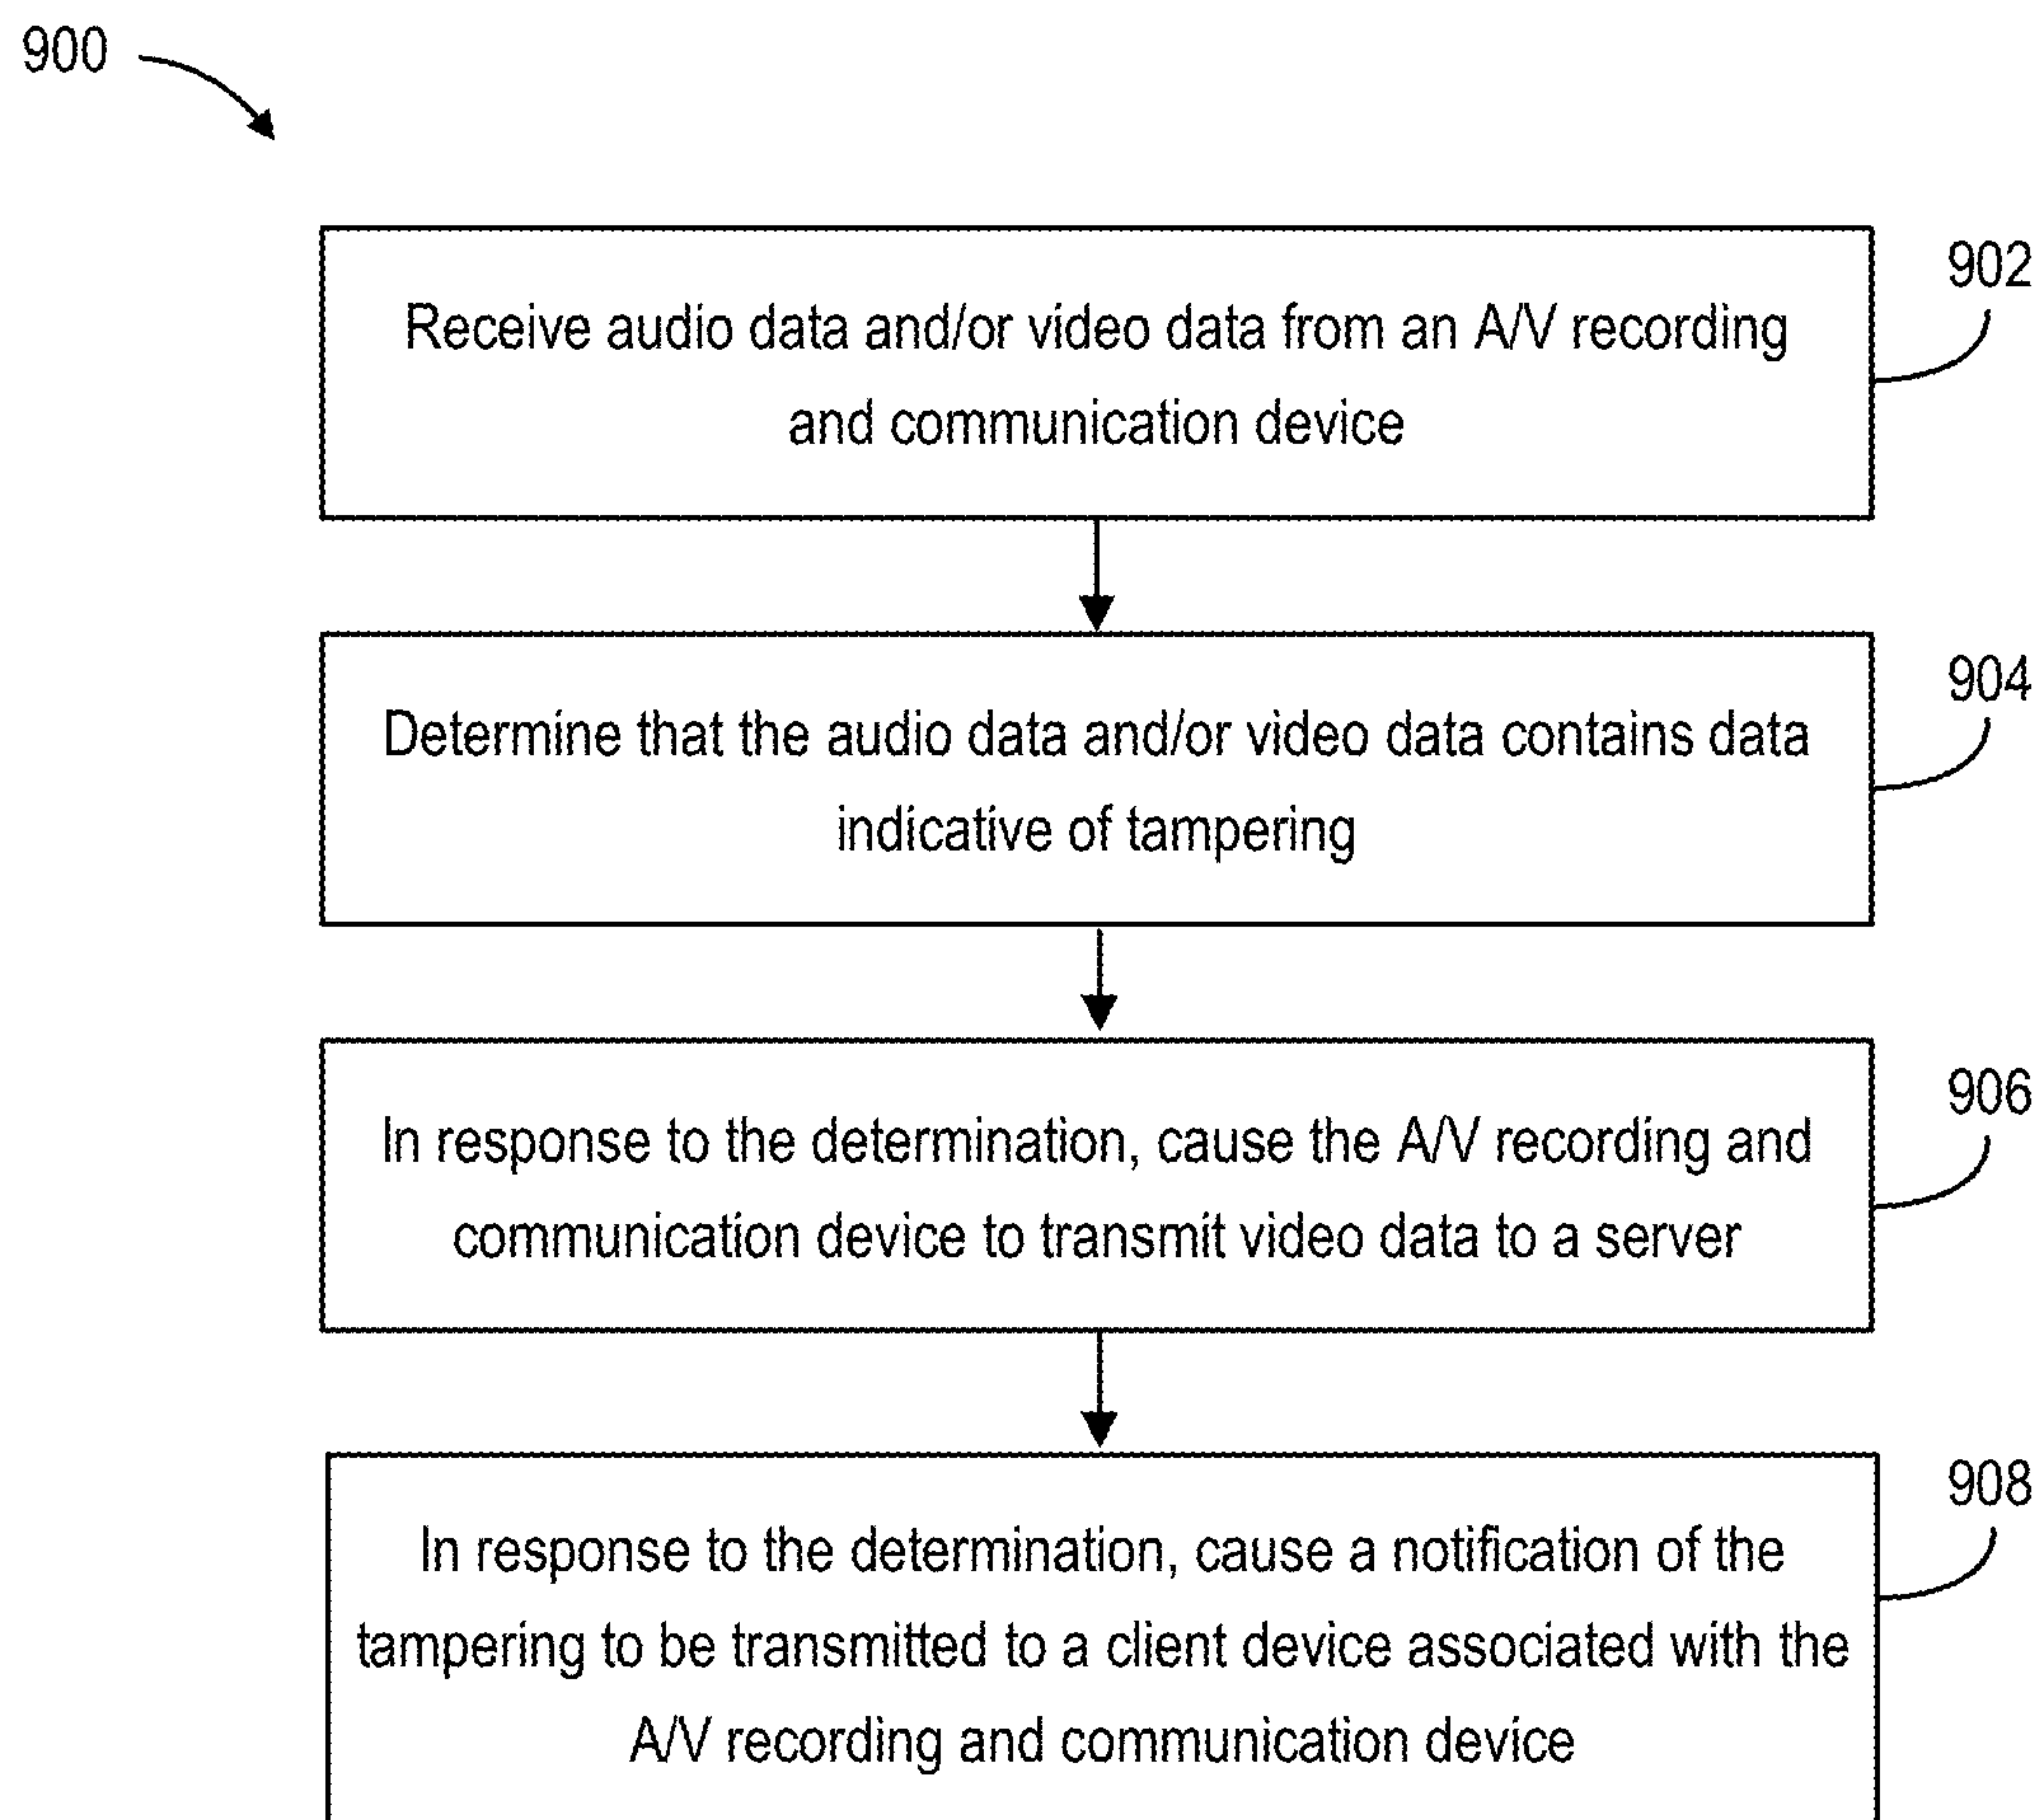 900
902
Receive audio data and/or video data from an A/V recording
and communication device
904
Determine that the audio data and/or video data contains data
indicative of tampering
906
In response to the determination, cause the A/V recording and
communication device to transmit video data to a server
908
In response to the determination, cause a notification of the
tampering to be transmitted to a client device associated with the
A/V recording and communication device